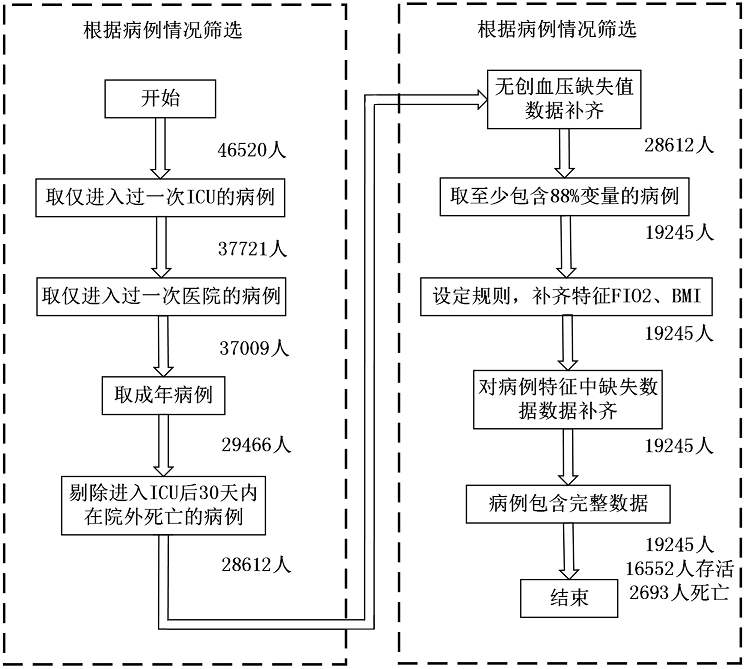 根据病例情况筛选
开始
46520人
取仅进入过一次ICU的病例
37721人
取仅进入过一次医院的病例
37009人
取成年病例
29466人
剔除进入ICU后30天内
在院外死亡的病例
28612人
根据病例情况筛选
无创血压缺失值
数据补齐
28612人
取至少包含88%变量的病例
19245人
设定规则，补齐特征FIO2、BMI
19245人
对病例特征中缺失数
据数据补齐
19245人
病例包含完整数据
19245人
16552人存活
2693人死亡
结束